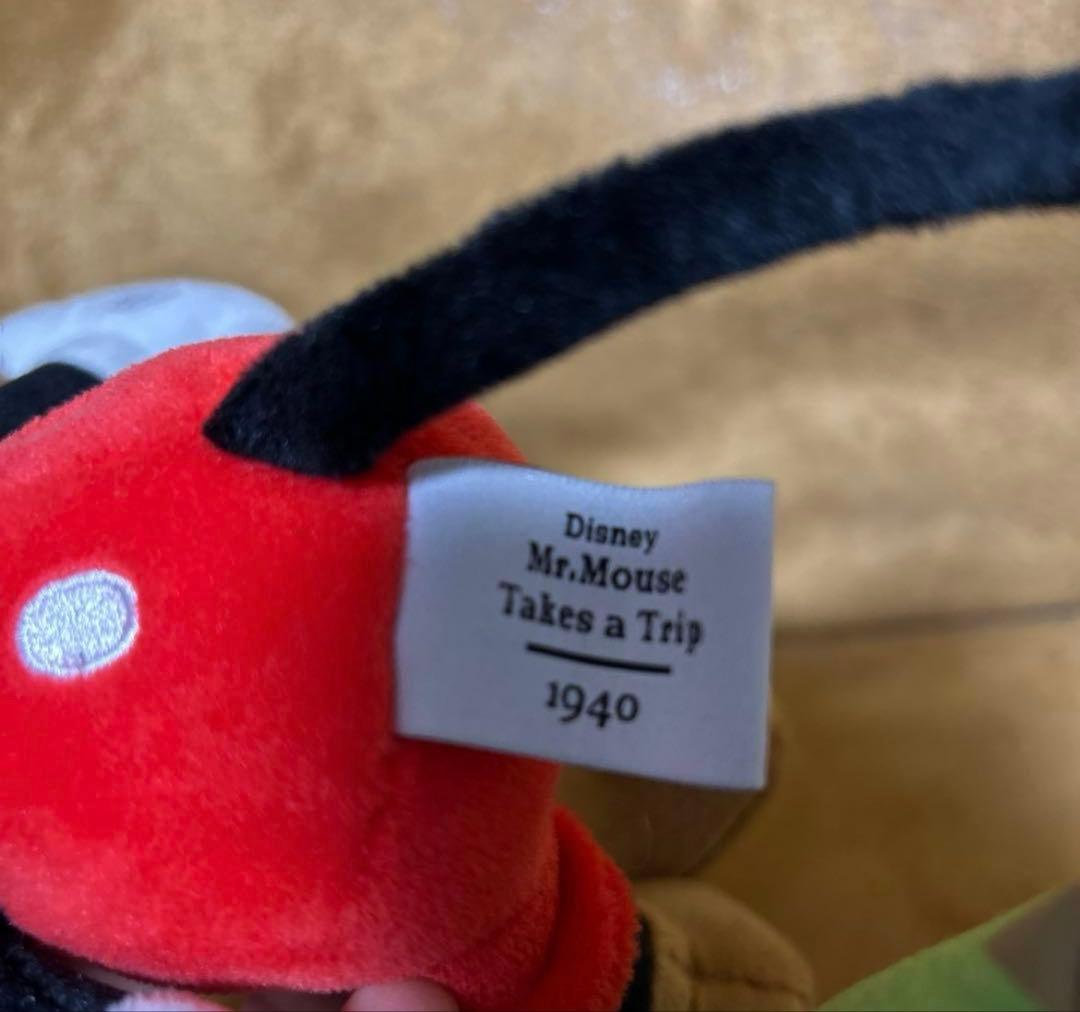 Disney
Mr.Mouse
Takes a Trip
1940